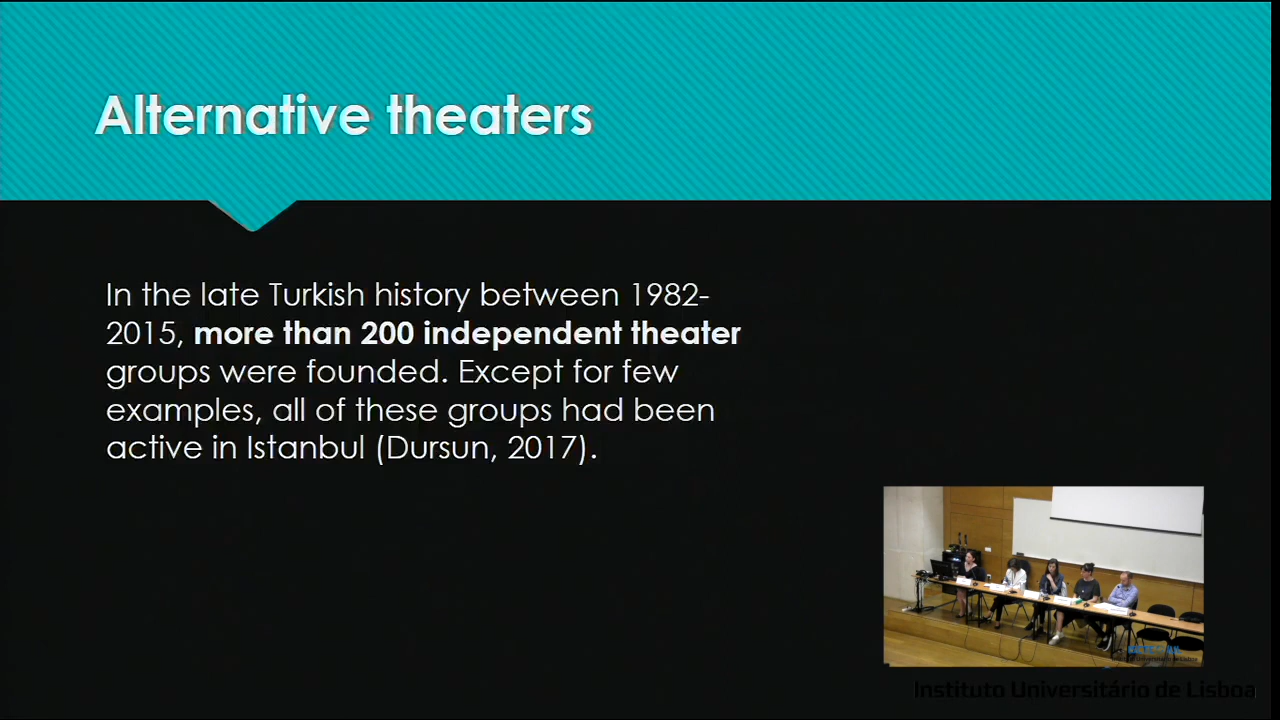 Alternative theaters
In the late Turkish history between 1982-
2015, more than 200 independent theater
groups were founded. Except for few
examples, all of these groups had been
active in Istanbul (Dursun, 2017).
Instituto Universitário de Lisboa